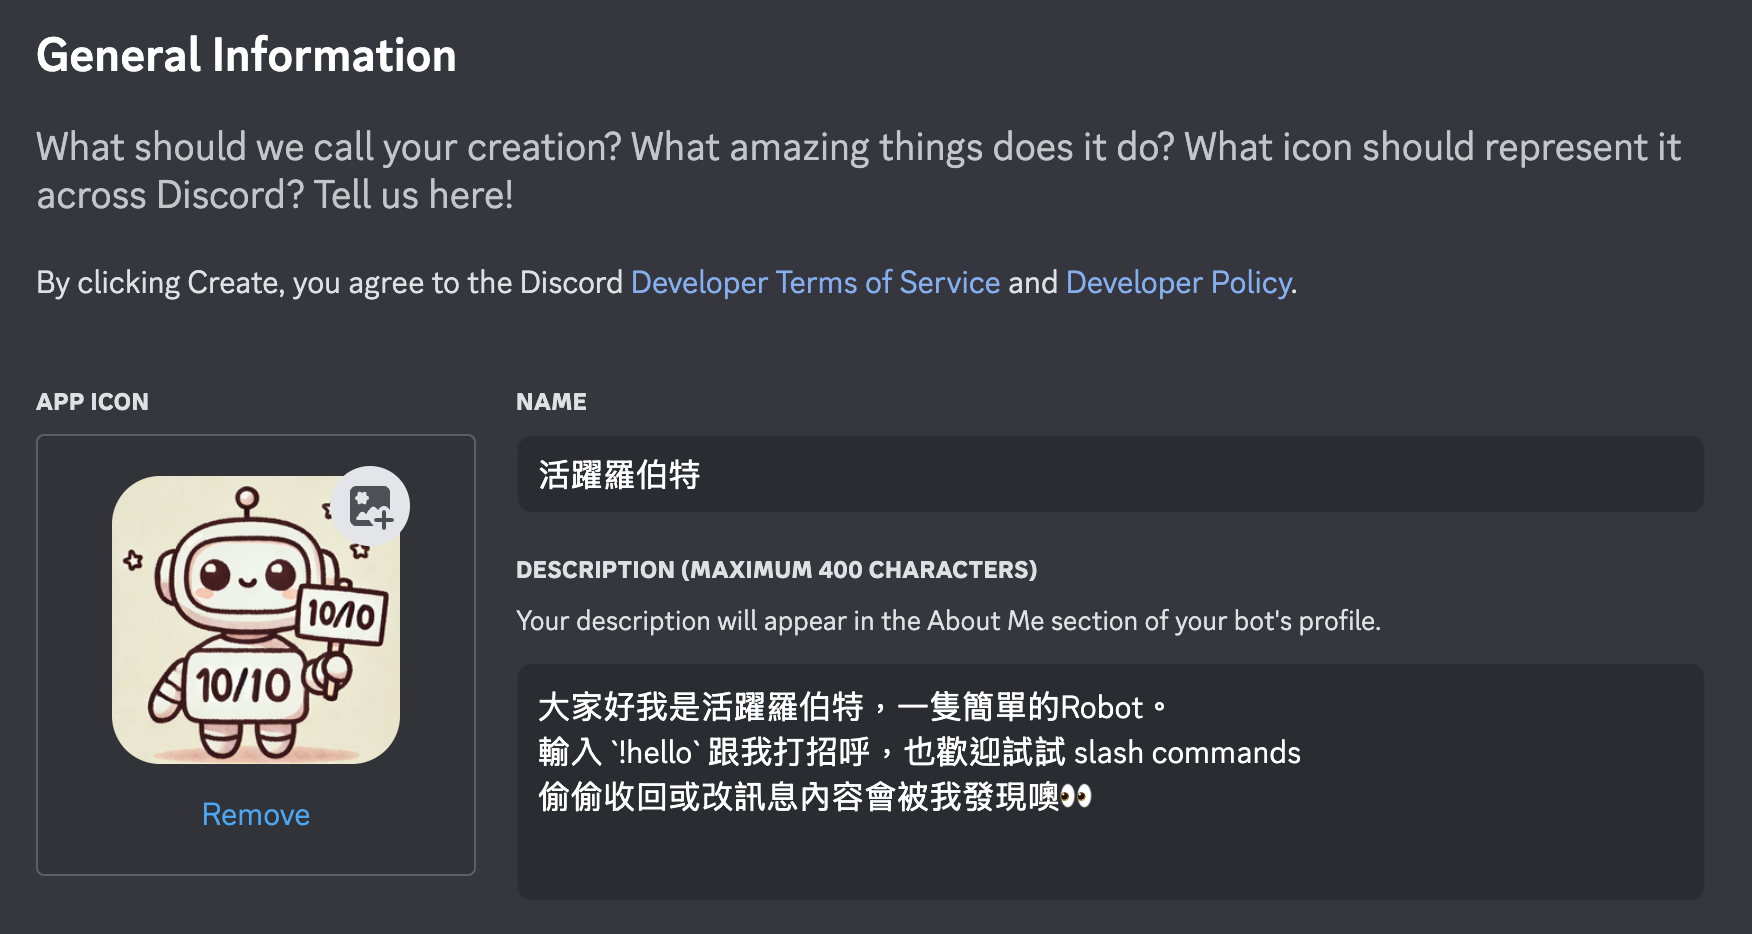 General Information
What should we call your creation? What amazing things does it do? What icon should represent it
across Discord? Tell us here!
By clicking Create, you agree to the Discord Developer Terms of Service and Developer Policy.
APP ICON
10/10
10/10
Remove
NAME
活躍羅伯特
DESCRIPTION (MAXIMUM 400 CHARACTERS)
Your description will appear in the About Me section of your bot's profile.
大家好我是活躍羅伯特，一隻簡單的Robot。
輸入 `!hello` 跟我打招呼，也歡迎試試 slash commands
偷偷收回或改訊息內容會被我發現噢👀